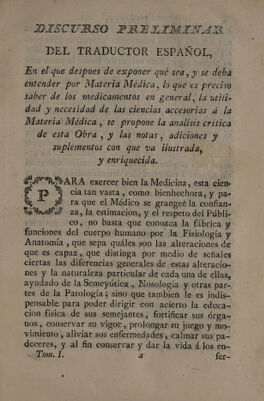 DISCURSO PRELIMINAR
DEL TRADUCTOR ESPAÑOL,
En el que despues de exponer qué sea, y se deba
entender por Materia Médica, lo que es preciso
saber de los medicamentos en general, la utili-
dad y necesidad de las ciencias accesorias á la
Materia Médica, se propone la análisis crítica
de esta Obra, y las notas, adiciones y
suplementos con que va ilustrada,
y enriquecida.
PARA exercer bien la Medicina, esta cien-
cia tan vasta, como bienhechora, y pa-
ra que el Médico se grangeé la confian-
za, la estimacion, y el respeto del Públi-
co, no basta que conozca la fábrica y
funciones del cuerpo humano por la Fisiología y
Anatomía, que sepa quáles son las alteraciones de
que es capaz, que distinga por medio de señales
ciertas las diferencias generales de estas alteracio-
nes y la naturaleza particular de cada una de ellas,
ayudado de la Semeyótica, Nosología y otras par-
tes de la Patología; sino que tambien le es indis-
pensable para poder dirigir con acierto la educa-
cion física de sus semejantes, fortificar sus órga-
nos, conservar su vigor, prolongar su juego y mo-
vimiento, aliviar sus enfermedades, calmar sus pa-
deceres, y al fin conservar y dar la vida á los en-
Tom. I. a fer-